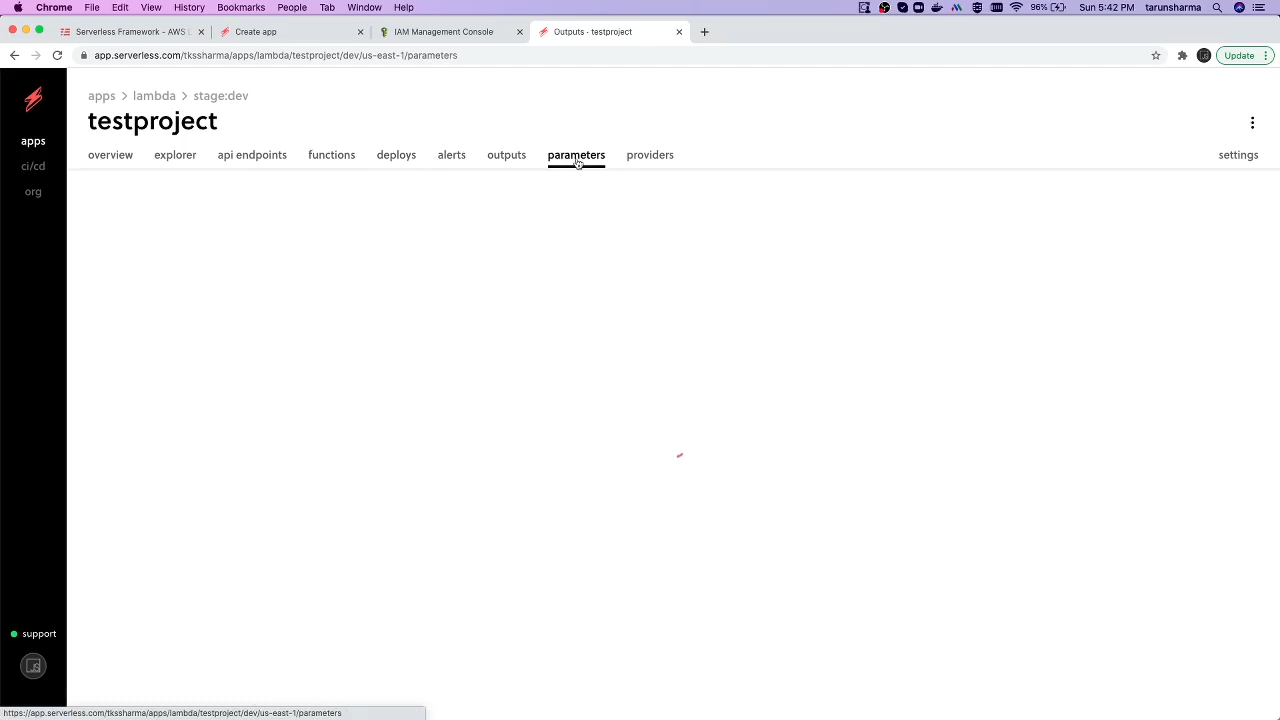 Chrome File Edit View History Bookmarks People Tab Window Help 96% Sun 5:42 PM tarunsharma
Serverless Framework - AWS Create app IAM Management Console Outputs · testproject
app.serverless.com/tkssharma/apps/lambda/testproject/dev/us-east-1/parameters Update
apps > lambda > stage:dev
testproject
apps
ci/cd
org
overview explorer api endpoints functions deploys alerts outputs parameters providers settings
support
JS
https://app.serverless.com/tkssharma/apps/lambda/testproject/dev/us-east-1/parameters